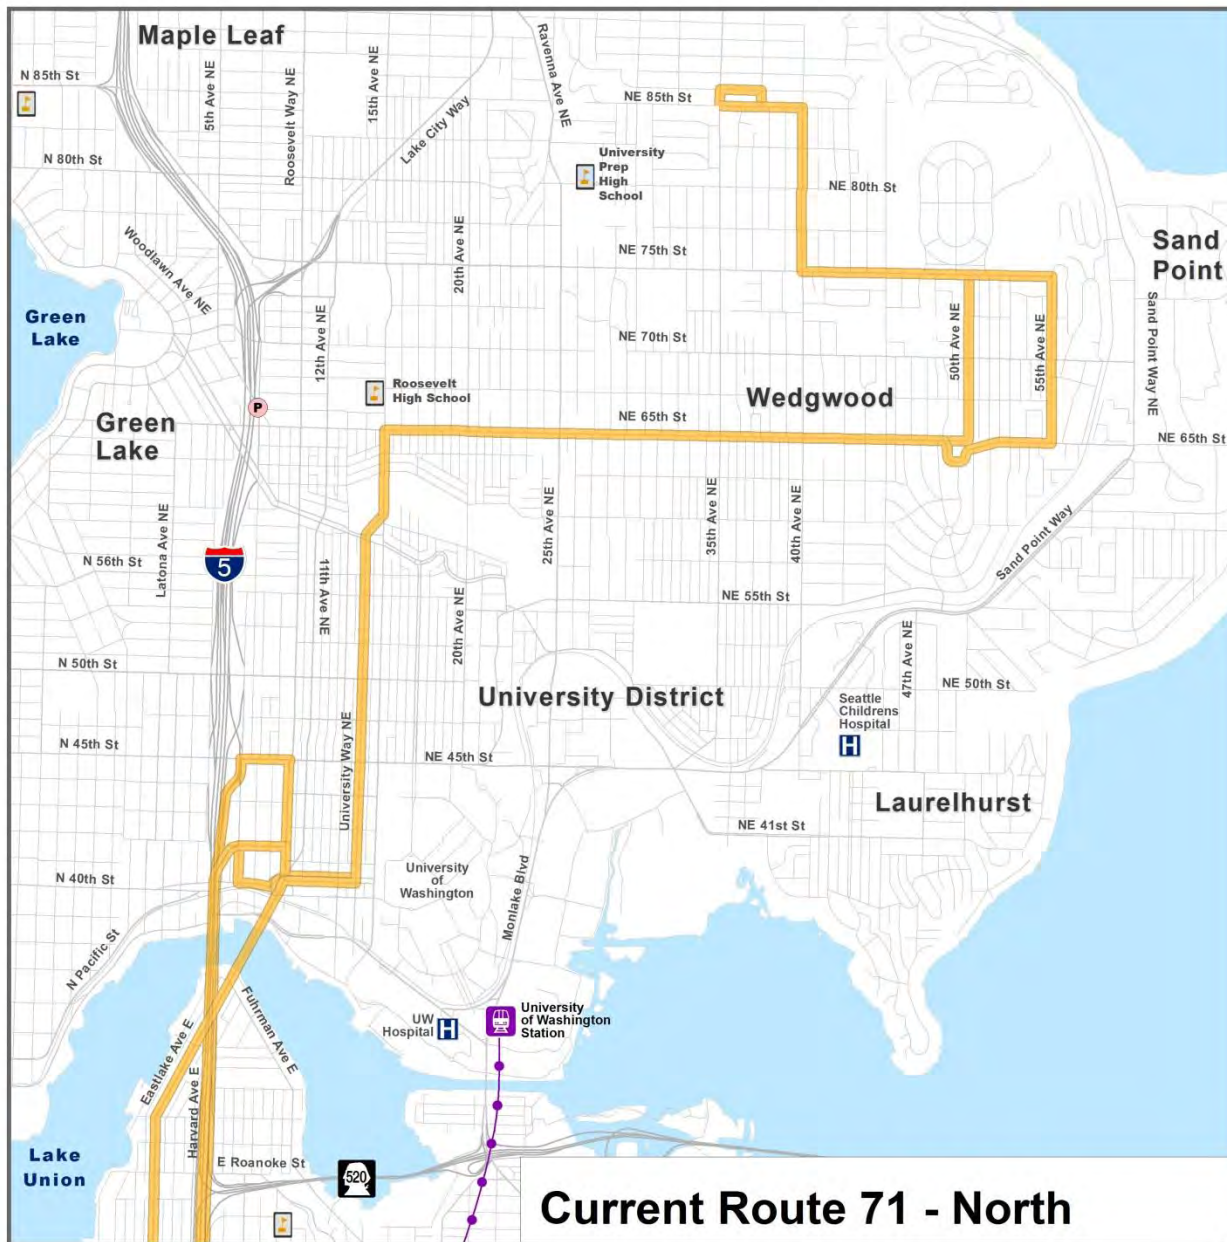 Maple Leaf
N 85th St
5th Ave NE
Roosevelt Way NE
15th Ave NE
Lake City Way
Ravenna Ave NE
NE 85th St
N 80th St
University
Prep
High
School
NE 80th St
Woodlawn Ave NE
20th Ave NE
NE 75th St
Sand
Point
Green
Lake
12th Ave NE
NE 70th St
50th Ave NE
55th Ave NE
Sand Point Way NE
Roosevelt
High School
Wedgwood
P
Green
Lake
NE 65th St
NE 65th St
Latona Ave NE
25th Ave NE
35th Ave NE
40th Ave NE
Sand Point Way
N 56th St
5
11th Ave NE
NE 55th St
20th Ave NE
47th Ave NE
N 50th St
University District
NE 50th St
Seattle
Childrens
Hospital
H
N 45th St
University Way NE
NE 45th St
Laurelhurst
NE 41st St
N 40th St
University
of
Washington
Monlake Blvd
N Pacific St
Fuhrman Ave E
UW
Hospital
H
University
of Washington
Station
Eastlake Ave E
Harvard Ave E
Lake
Union
E Roanoke St
520
Current Route 71 - North